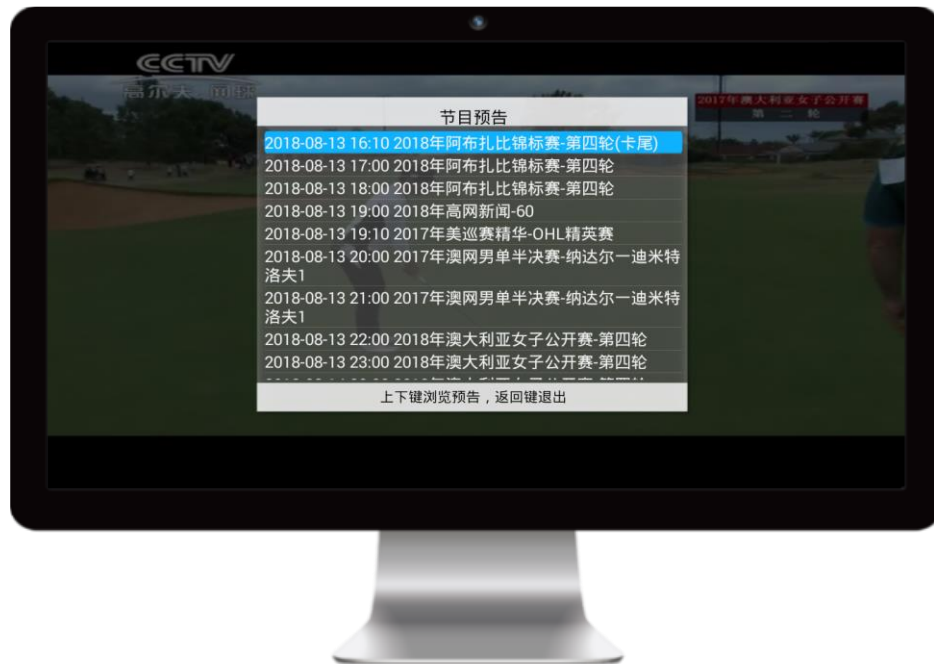 CCTV
高尔夫 网球
2017年澳大利亚女子公开赛
第 二 轮
节目预告
2018-08-13 16:10 2018年阿布扎比锦标赛-第四轮(卡尾)
2018-08-13 17:00 2018年阿布扎比锦标赛-第四轮
2018-08-13 18:00 2018年阿布扎比锦标赛-第四轮
2018-08-13 19:00 2018年高网新闻-60
2018-08-13 19:10 2017年美巡赛精华-OHL精英赛
2018-08-13 20:00 2017年澳网男单半决赛-纳达尔一迪米特
洛夫1
2018-08-13 21:00 2017年澳网男单半决赛-纳达尔一迪米特
洛夫1
2018-08-13 22:00 2018年澳大利亚女子公开赛-第四轮
2018-08-13 23:00 2018年澳大利亚女子公开赛-第四轮
上下键浏览预告，返回键退出